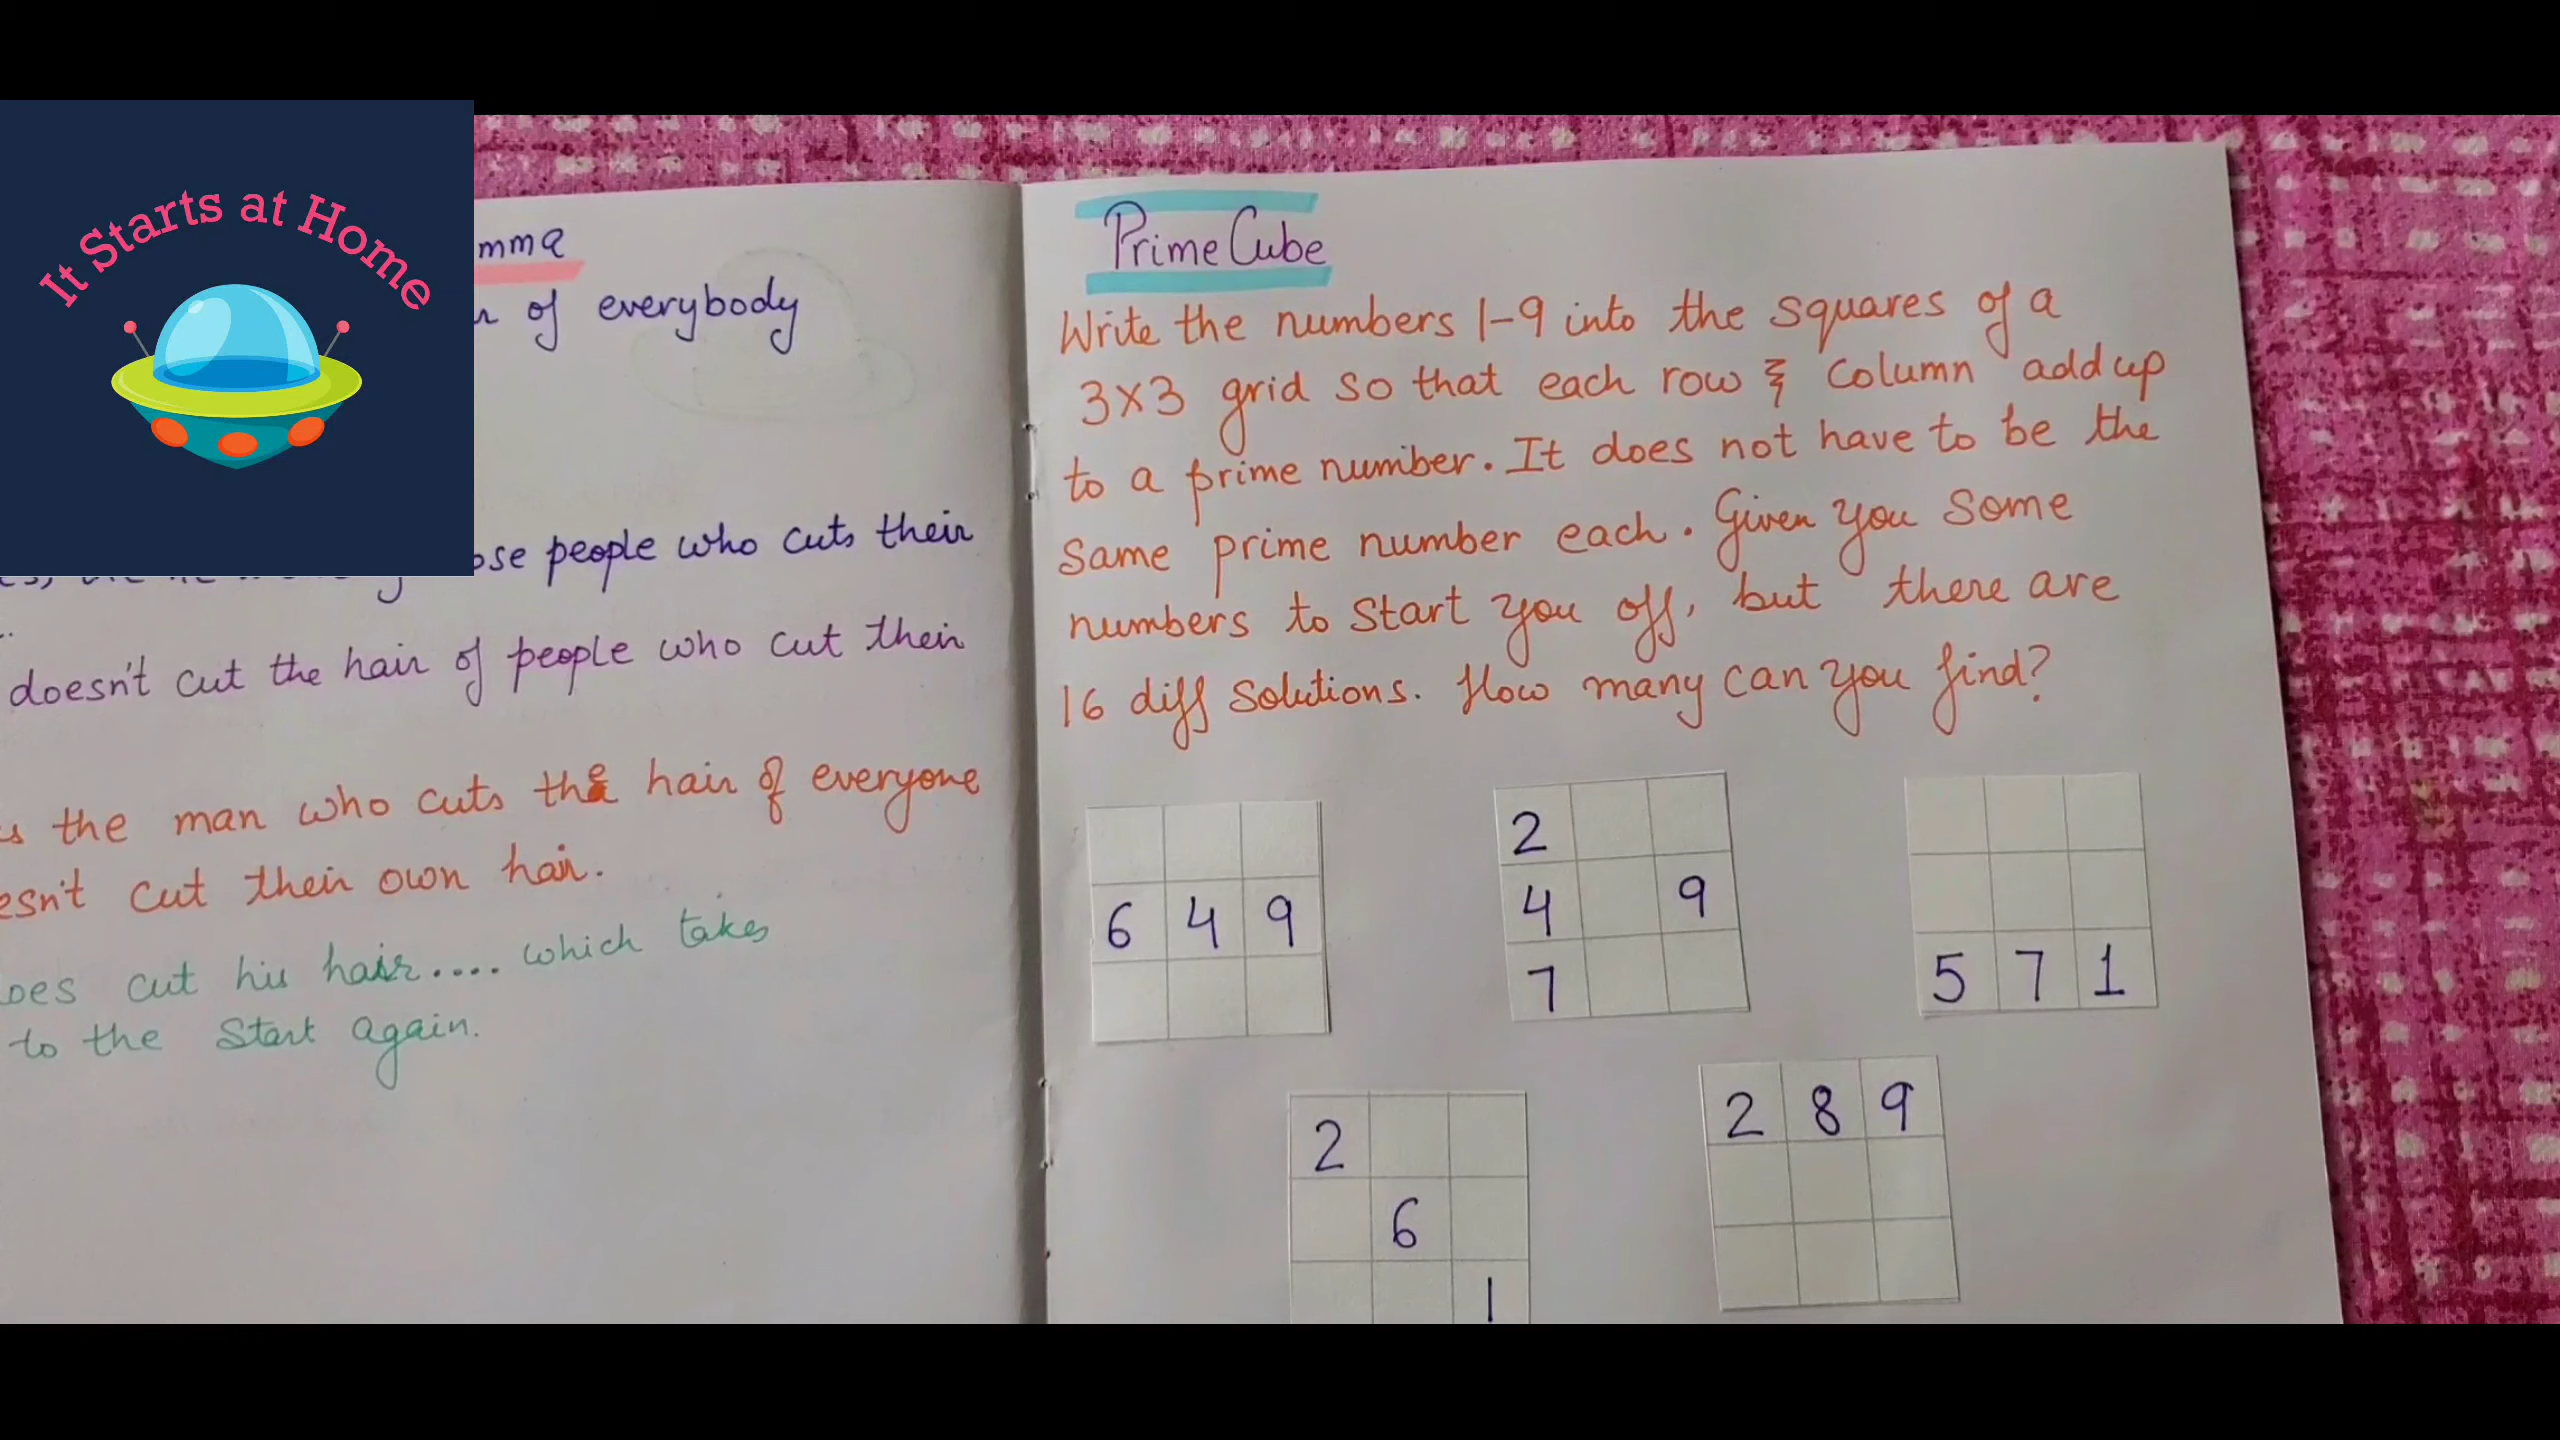 It Starts at Home
mma
of everybody
ose people who cuts their
doesn't cut the hair of people who cut their
the man who cuts the hair of everyone
esn't cut their own hair.
oes cut his hair.... which takes
to the Start again.
Prime Cube
Write the numbers 1-9 into the squares of a
3x3 grid so that each row & column add up
to a prime number. It does not have to be the
same prime number each. Given you some
numbers to start you off, but there are
16 diff solutions. How many can you find?
6 4 9
2
4 9
7
5 7 1
2
6
1
2 8 9